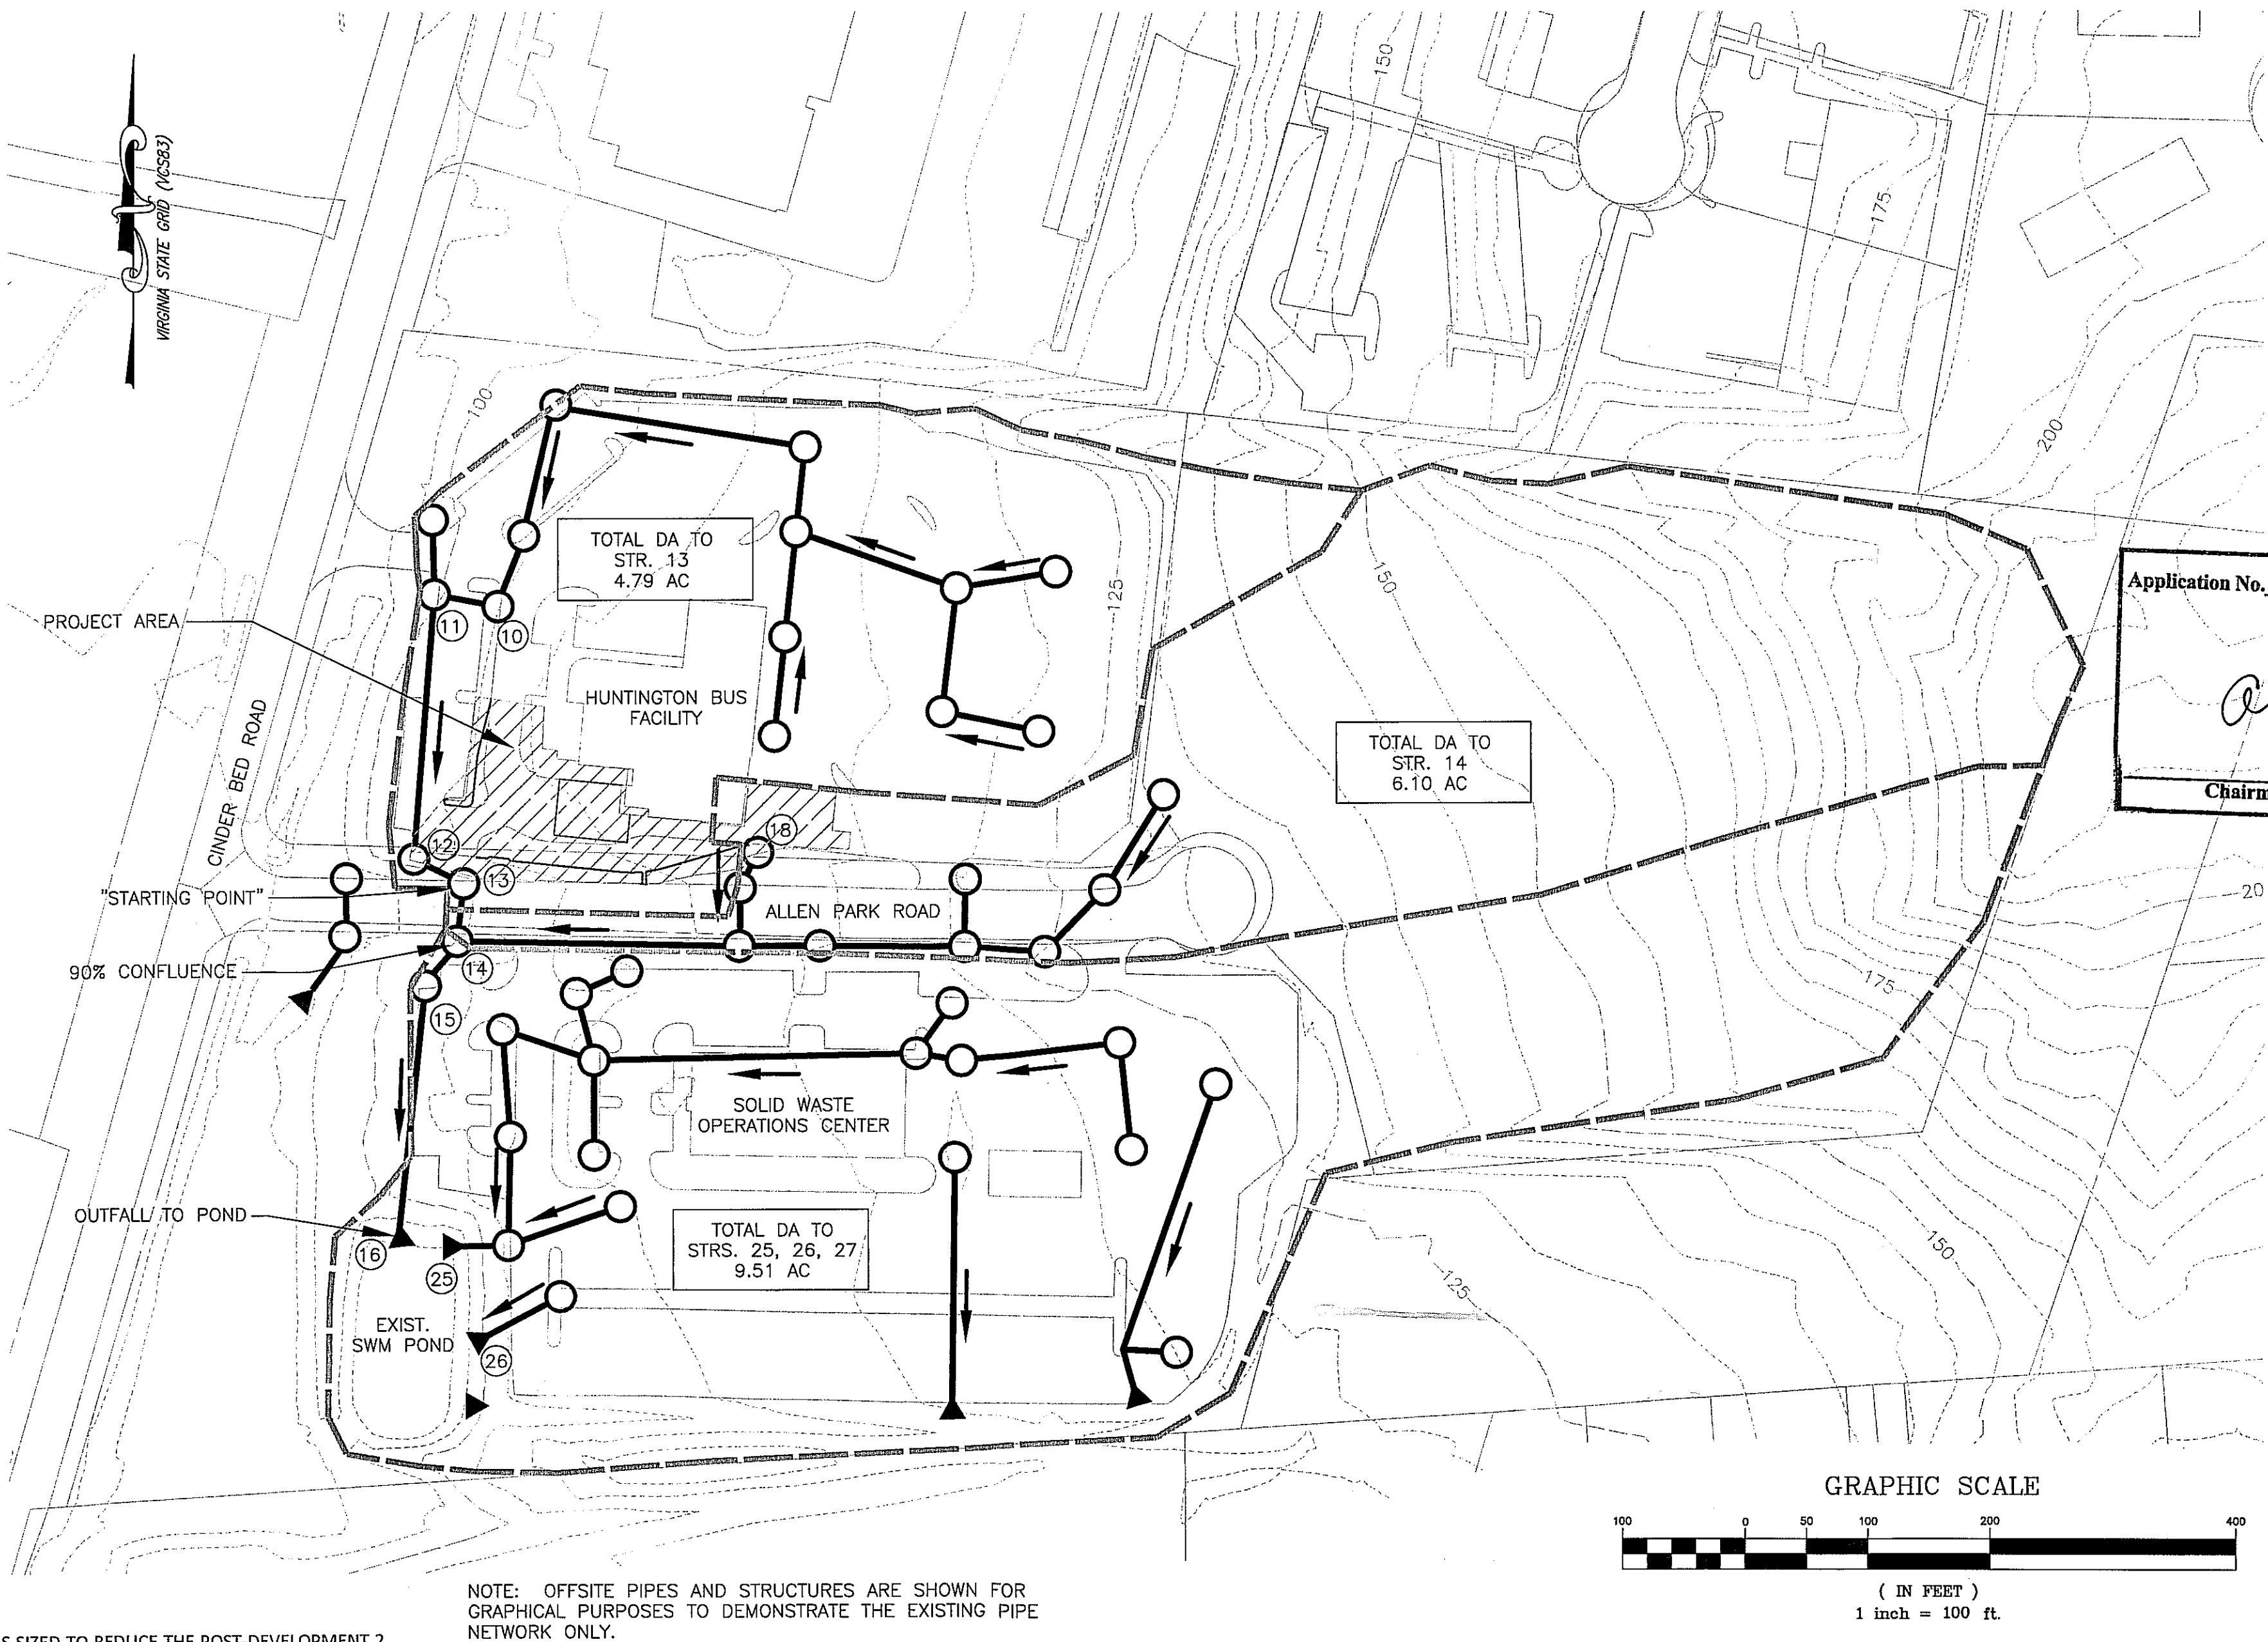 VIRGINIA STATE GRID (VCS83)
150
175
200
100
TOTAL DA TO
STR. 13
4.79 AC
125
150
Application No.
PROJECT AREA
11
10
HUNTINGTON BUS
FACILITY
TOTAL DA TO
STR. 14
6.10 AC
Chairm
CINDER BED ROAD
12
18
13
"STARTING POINT"
ALLEN PARK ROAD
20
90% CONFLUENCE
14
175
15
SOLID WASTE
OPERATIONS CENTER
OUTFALL TO POND
16
25
TOTAL DA TO
STRS. 25, 26, 27
9.51 AC
150
125
EXIST.
SWM POND
26
GRAPHIC SCALE
100 0 50 100 200 400
( IN FEET )
1 inch = 100 ft.
NOTE: OFFSITE PIPES AND STRUCTURES ARE SHOWN FOR
GRAPHICAL PURPOSES TO DEMONSTRATE THE EXISTING PIPE
NETWORK ONLY.